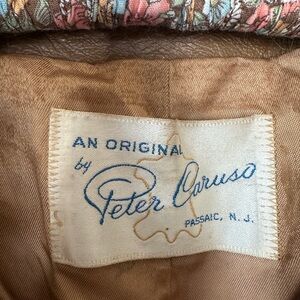 AN ORIGINAL
by
Peter Caruso
PASSAIC, N. J.